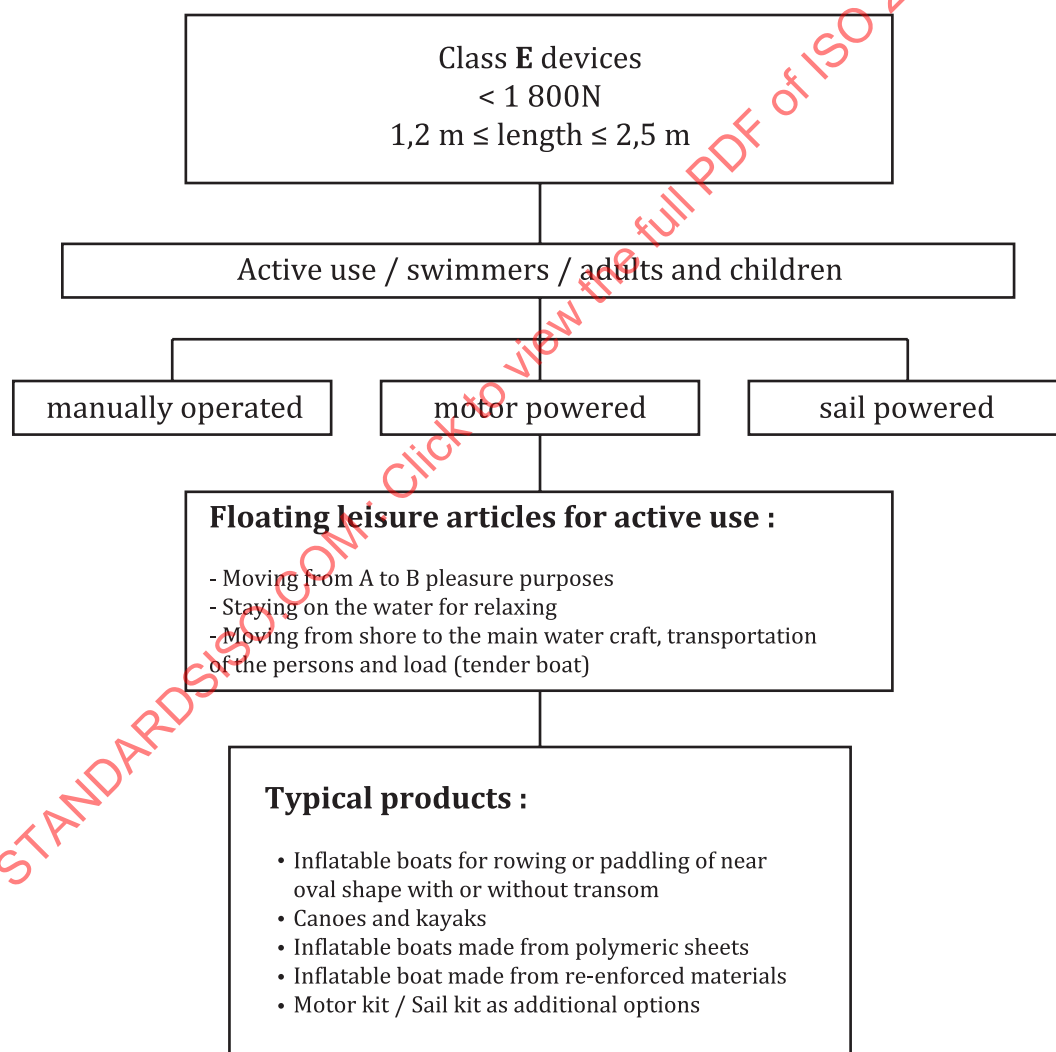 Class E devices
< 1 800N
1,2 m ≤ length ≤ 2,5 m
Active use / swimmers / adults and children
manually operated
motor powered
sail powered
Floating leisure articles for active use :
- Moving from A to B pleasure purposes
- Staying on the water for relaxing
- Moving from shore to the main water craft, transportation
of the persons and load (tender boat)
Typical products :
• Inflatable boats for rowing or paddling of near
oval shape with or without transom
• Canoes and kayaks
• Inflatable boats made from polymeric sheets
• Inflatable boat made from re-enforced materials
• Motor kit / Sail kit as additional options
STANDARDSISO.COM : Click to view the full PDF of ISO